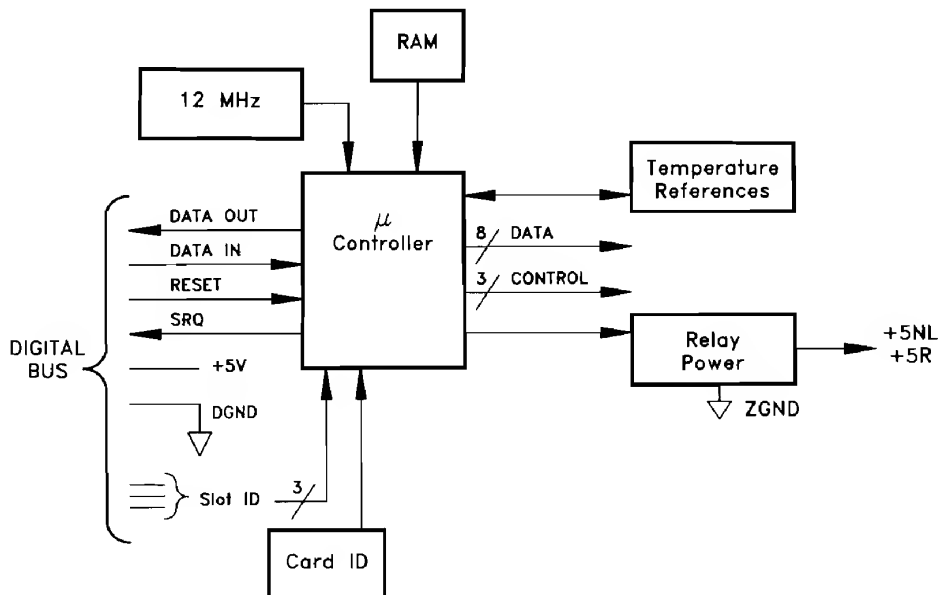 RAM
12 MHz
μ
Controller
Temperature
References
DATA OUT
DATA IN
RESET
SRQ
+5V
DGND
DIGITAL
BUS
Slot ID
3
8 DATA
3 CONTROL
Relay
Power
+5NL
+5R
ZGND
Card ID